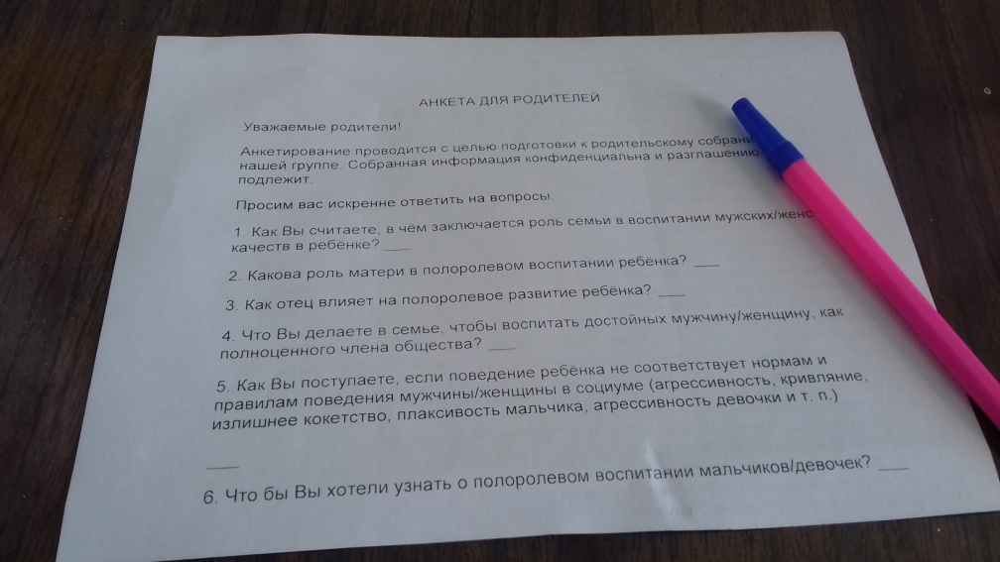 АНКЕТА ДЛЯ РОДИТЕЛЕЙ
Уважаемые родители!
Анкетирование проводится с целью подготовки к родительскому
нашей группе. Собранная информация конфиденциальна и разглашению
подлежит.
Просим вас искренне ответить на вопросы.
1. Как Вы считаете, в чём заключается роль семьи в воспитании мужских/
качеств в ребёнке? ___
2. Какова роль матери в полоролевом воспитании ребёнка? ___
3. Как отец влияет на полоролевое развитие ребёнка? ___
4. Что Вы делаете в семье, чтобы воспитать достойных мужчину/женщину, как
полноценного члена общества? ___
5. Как Вы поступаете, если поведение ребёнка не соответствует нормам и
правилам поведения мужчины/женщины в социуме (агрессивность, кривляние,
излишнее кокетство, плаксивость мальчика, агрессивность девочки и т. п.)
___
6. Что бы Вы хотели узнать о полоролевом воспитании мальчиков/девочек? ___